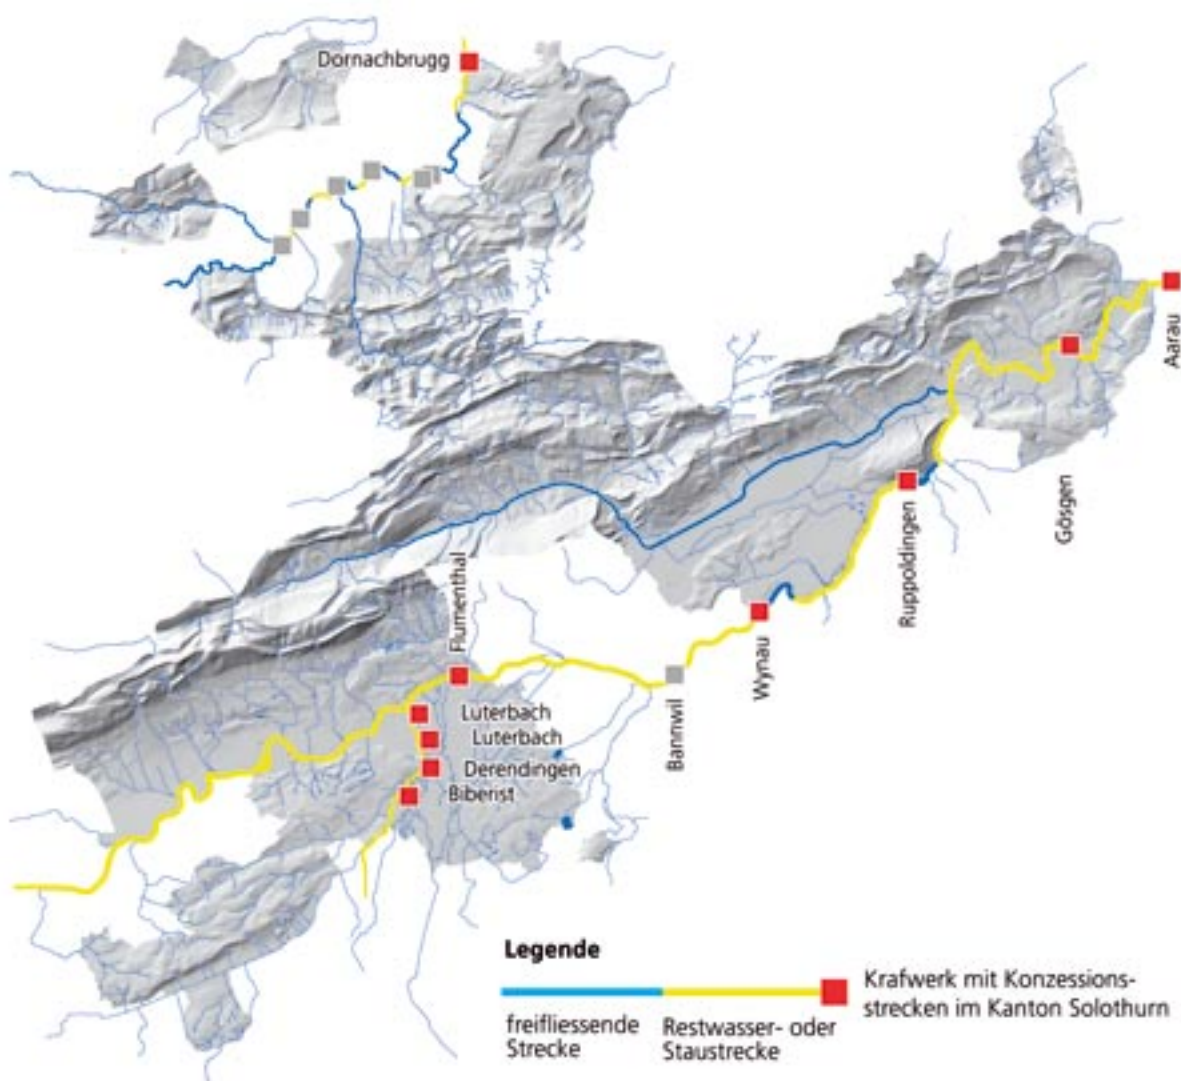 Dornachbrugg
Aarau
Gösgen
Ruppoldingen
Flumenthal
Wynau
Bannwil
Luterbach
Luterbach
Derendingen
Biberist
Legende
freifliessende
Strecke
Restwasser- oder
Staustrecke
Krafwerk mit Konzessions-
strecken im Kanton Solothurn